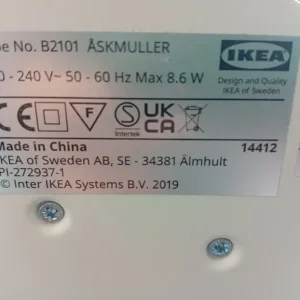 e No. B2101 ÅSKMULLER
0 - 240 V~ 50 - 60 Hz Max 8.6 W
IKEA
Design and Quality
IKEA of Sweden
CE
S
Intertek
UK
CA
Made in China
14412
IKEA of Sweden AB, SE - 34381 Älmhult
PI-272937-1
© Inter IKEA Systems B.V. 2019